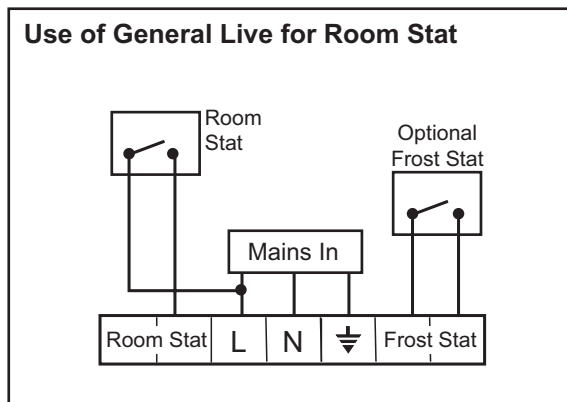 Use of General Live for Room Stat
Room
Stat
Optional
Frost Stat
Mains In
Room Stat
L
N
Frost Stat